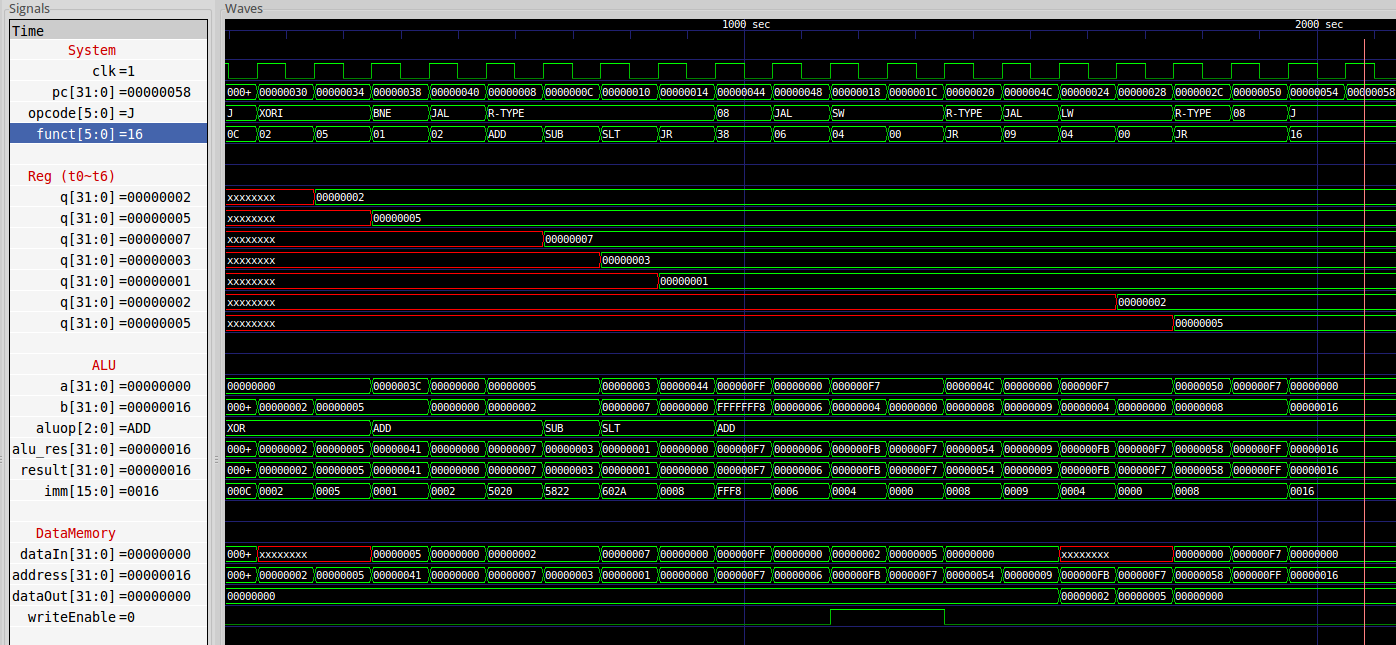 Signals Waves
Time 1000 sec 2000 sec
System
clk=1
pc[31:0]=00000058 000+ 00000030 00000034 00000038 00000040 00000008 0000000C 00000010 00000014 00000044 00000048 00000018 0000001C 00000020 0000004C 00000024 00000028 0000002C 00000050 00000054 00000058
opcode[5:0]=J J XORI BNE JAL R-TYPE 08 JAL SW R-TYPE JAL LW R-TYPE 08 J
funct[5:0]=16 0C 02 05 01 02 ADD SUB SLT JR 38 06 04 00 JR 09 04 00 JR 16
Reg (t0~t6)
q[31:0]=00000002 xxxxxxxx 00000002
q[31:0]=00000005 xxxxxxxx 00000005
q[31:0]=00000007 xxxxxxxx 00000007
q[31:0]=00000003 xxxxxxxx 00000003
q[31:0]=00000001 xxxxxxxx 00000001
q[31:0]=00000002 xxxxxxxx 00000002
q[31:0]=00000005 xxxxxxxx 00000005
ALU
a[31:0]=00000000 00000000 0000003C 00000000 00000005 00000003 00000044 000000FF 00000000 000000F7 0000004C 00000000 000000F7 00000050 000000F7 00000000
b[31:0]=00000016 000+ 00000002 00000005 00000000 00000002 00000007 00000000 FFFFFFF8 00000006 00000004 00000000 00000008 00000009 00000004 00000000 00000008 00000016
aluop[2:0]=ADD XOR ADD SUB SLT ADD
alu_res[31:0]=00000016 000+ 00000002 00000005 00000041 00000000 00000007 00000003 00000001 00000000 000000F7 00000006 000000FB 000000F7 00000054 00000009 000000FB 000000F7 00000058 000000FF 00000016
result[31:0]=00000016 000+ 00000002 00000005 00000041 00000000 00000007 00000003 00000001 00000000 000000F7 00000006 000000FB 000000F7 00000054 00000009 000000FB 000000F7 00000058 000000FF 00000016
imm[15:0]=0016 000C 0002 0005 0001 0002 5020 5822 602A 0008 FFF8 0006 0004 0000 0008 0009 0004 0000 0008 0016
DataMemory
dataIn[31:0]=00000000 000+ xxxxxxxx 00000005 00000000 00000002 00000007 00000000 000000FF 00000000 00000002 00000005 00000000 xxxxxxxx 00000000 000000F7 00000000
address[31:0]=00000016 000+ 00000002 00000005 00000041 00000000 00000007 00000003 00000001 00000000 000000F7 00000006 000000FB 000000F7 00000054 00000009 000000FB 000000F7 00000058 000000FF 00000016
dataOut[31:0]=00000000 00000000 00000002 00000005 00000000
writeEnable=0